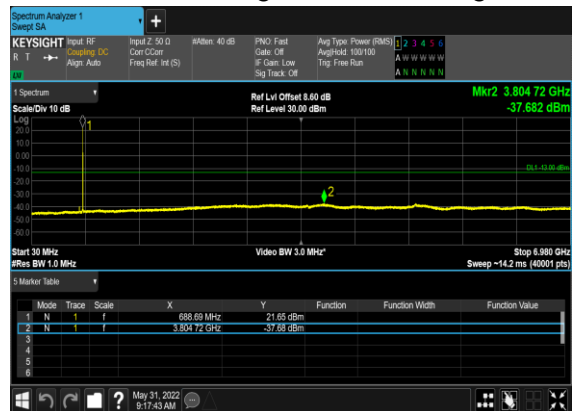 Spectrum Analyzer 1
Swept SA
+
KEYSIGHT Input: RF Input Z: 50 Ω #Atten: 40 dB PNO: Fast Avg Type: Power (RMS) 1 2 3 4 5 6
R T Coupling: DC Corr CCorr Gate: Off Avg|Hold: 100/100 A W W W W W
Align: Auto Freq Ref: Int (S) IF Gain: Low Trig: Free Run
Sig Track: Off A N N N N N
1 Spectrum Ref Lvl Offset 8.60 dB Mkr2 3.804 72 GHz
Scale/Div 10 dB Ref Level 30.00 dBm -37.682 dBm
Log
1
20.0
10.0
0.00
-10.0
DL1 -13.00 dBm
-20.0
-30.0
2
-40.0
-50.0
-60.0
Start 30 MHz Video BW 3.0 MHz* Stop 6.980 GHz
#Res BW 1.0 MHz Sweep ~14.2 ms (40001 pts)
5 Marker Table
Mode Trace Scale X Y Function Function Width Function Value
1 N 1 f 688.69 MHz 21.65 dBm
2 N 1 f 3.804 72 GHz -37.68 dBm
3
4
5
6
? May 31, 2022
9:17:43 AM